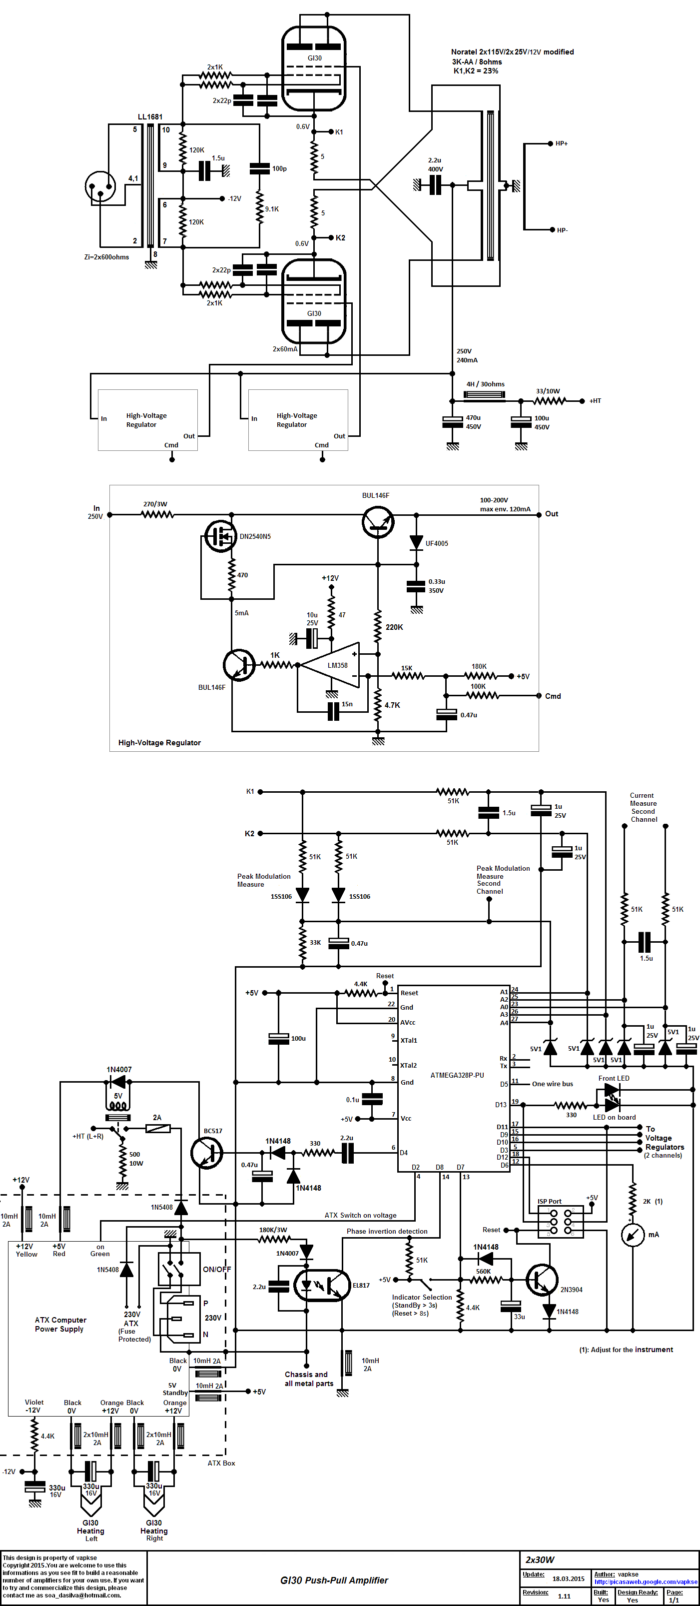 GI30
Noratel 2x115V/2x25V/12V modified
3K-AA / 8ohms
K1,K2 = 23%
2x1K
2x22p
0.6V
K1
LL1681
5
10
120K
1.5u
5
2.2u
400V
HP+
9
100p
4,1
6
-12V
5
9.1K
120K
HP-
2
7
K2
0.6V
Zi=2x600ohms
8
2x22p
2x1K
GI30
2x60mA
250V
240mA
4H / 30ohms
33/10W
+HT
In
High-Voltage
Regulator
Out
Cmd
In
High-Voltage
Regulator
Out
Cmd
470u
450V
100u
450V
BUL146F
In
250V
270/3W
100-200V
max env. 120mA
Out
DN2540N5
UF4005
470
+12V
0.33u
350V
5mA
10u
25V
47
220K
1K
LM358
+
-
15K
180K
+5V
BUL146F
100K
Cmd
15n
4.7K
0.47u
High-Voltage Regulator
K1
51K
1.5u
1u
25V
Current
Measure
Second
Channel
K2
51K
1u
25V
51K
51K
Peak Modulation
Measure
1SS106
1SS106
Peak Modulation
Measure
Second
Channel
51K
51K
33K
0.47u
1.5u
+5V
4.4K
Reset
1
Reset
22
Gnd
20
AVcc
9
XTal1
10
XTal2
8
Gnd
7
Vcc
6
D4
ATMEGA328P-PU
A1
24
A2
25
A0
23
A3
26
A4
27
Rx
2
Tx
3
D5
11
One wire bus
D13
19
D11
17
D9
15
D10
16
D3
5
D12
18
D6
12
D2
4
D8
14
D7
13
100u
0.1u
+5V
5V1
5V1
5V1
5V1
1u
25V
5V1
1u
25V
Front LED
330
LED on board
To
Voltage
Regulators
(2 channels)
1N4007
5V
2A
+HT (L+R)
500
10W
BC517
1N4148
330
2.2u
0.47u
1N4148
+12V
10mH
2A
10mH
2A
+12V
Yellow
+5V
Red
on
Green
1N5408
ATX Switch on voltage
180K/3W
Phase invertion detection
1N5408
ON/OFF
1N4007
2.2u
EL817
51K
+5V
Indicator Selection
(StandBy > 3s)
(Reset > 8s)
1N4148
560K
4.4K
33u
2N3904
1N4148
ISP Port
+5V
Reset
2K (1)
mA
ATX Computer
Power Supply
230V
ATX
(Fuse
Protected)
P
230V
N
Black
0V
10mH 2A
5V
Standby
10mH 2A
+5V
Chassis and
all metal parts
10mH
2A
(1): Adjust for the instrument
Violet
-12V
Black
0V
Orange
+12V
Black
0V
Orange
+12V
4.4K
2x10mH
2A
2x10mH
2A
ATX Box
-12V
330u
16V
330u
16V
330u
16V
GI30
Heating
Left
GI30
Heating
Right
This design is property of vapkse
Copyright 2015.You are welcome to use this
informations as you see fit to build a reasonable
number of amplifiers for your own use. If you want
to try and commercialize this design, please
contact me as soa_dasilva@hotmail.com.
GI30 Push-Pull Amplifier
2x30W
Update:
18.03.2015
Author: vapkse
http:/picasaweb.google.com/vapkse
Revision:
1.11
Built:
Yes
Design Ready:
Yes
Page:
1/1